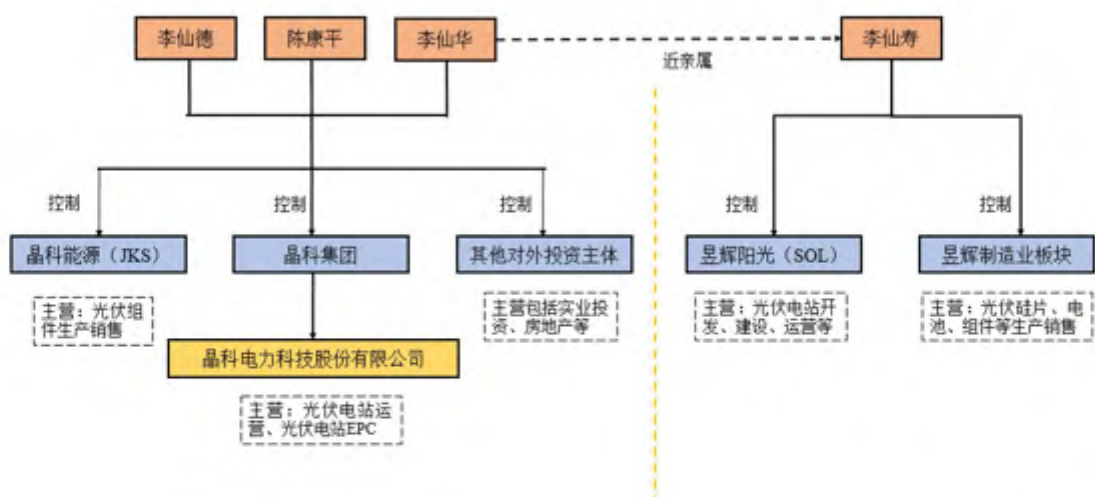 李仙德
陈康平
李仙华
李仙寿
近亲属
控制
控制
控制
控制
控制
晶科能源（JKS）
晶科集团
其他对外投资主体
昱辉阳光（SOL）
昱辉制造业板块
主营：光伏组
件生产销售
主营包括实业投
资、房地产等
主营：光伏电站开
发、建设、运营等
主营：光伏硅片、电
池、组件等生产销售
晶科电力科技股份有限公司
主营：光伏电站运
营、光伏电站EPC